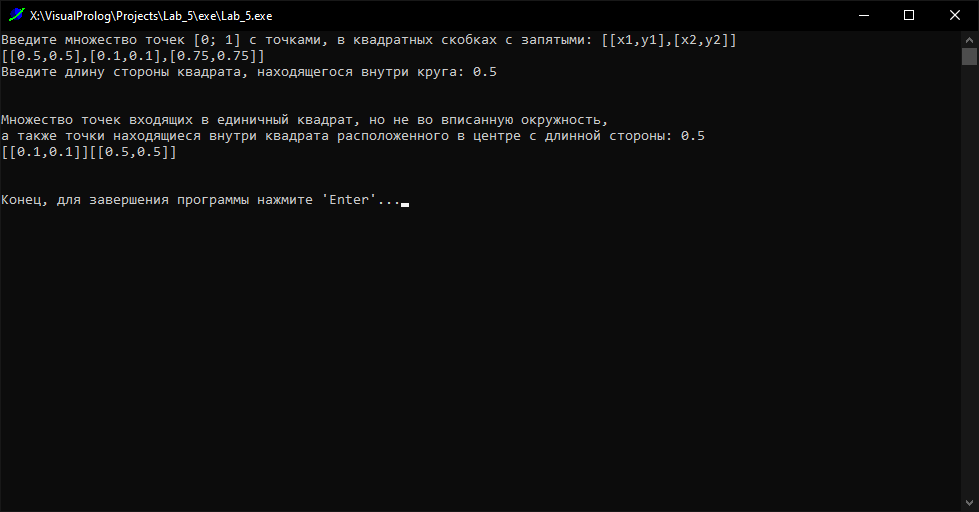 X:\VisualProlog\Projects\Lab_5\exe\Lab_5.exe
Введите множество точек [0; 1] с точками, в квадратных скобках с запятыми: [[x1,y1],[x2,y2]]
[[0.5,0.5],[0.1,0.1],[0.75,0.75]]
Введите длину стороны квадрата, находящегося внутри круга: 0.5
Множество точек входящих в единичный квадрат, но не во вписанную окружность,
а также точки находящиеся внутри квадрата расположенного в центре с длинной стороны: 0.5
[[0.1,0.1]][[0.5,0.5]]
Конец, для завершения программы нажмите 'Enter'...